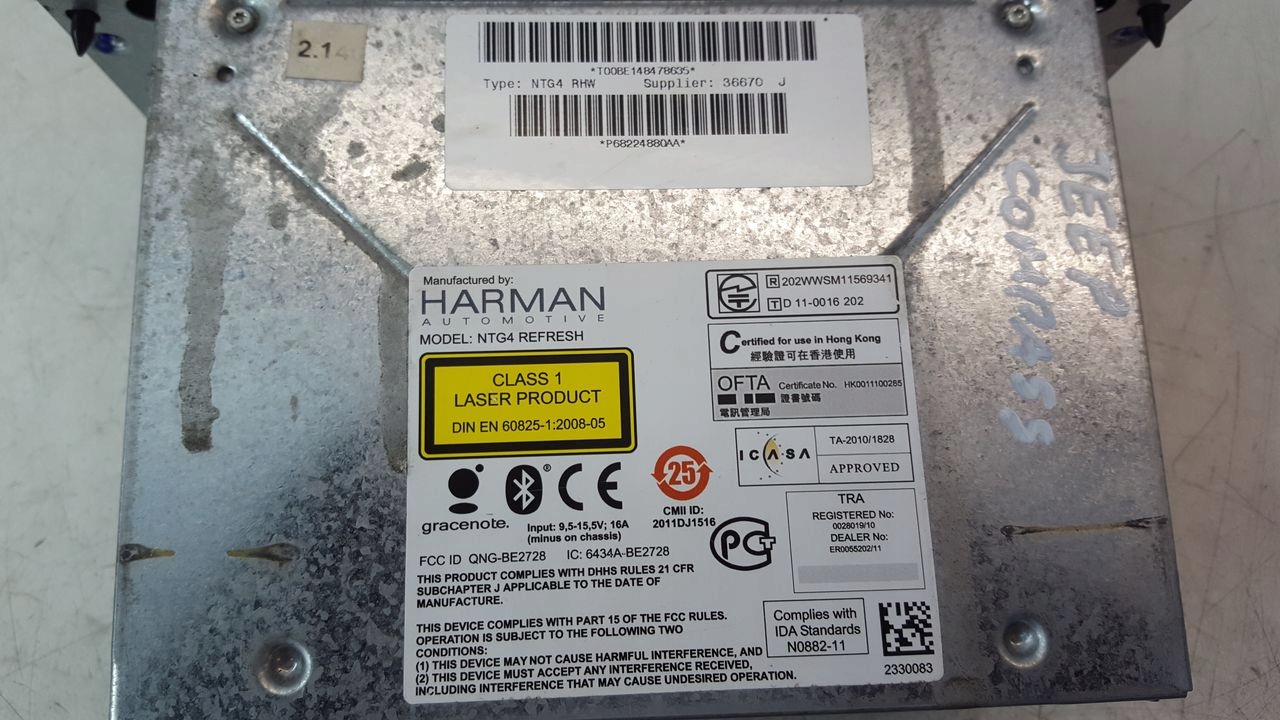 2.1
*T00BE148478635*
Type: NTG4 RHW Supplier: 36670 J
*P68224880AA*
JEEP
COMPASS
Manufactured by:
HARMAN
AUTOMOTIVE
MODEL: NTG4 REFRESH
CLASS 1
LASER PRODUCT
DIN EN 60825-1:2008-05
gracenote.
®
CE
Input: 9,5-15,5V; 16A
(minus on chassis)
25
CMII ID:
2011DJ1516
FCC ID QNG-BE2728 IC: 6434A-BE2728
THIS PRODUCT COMPLIES WITH DHHS RULES 21 CFR
SUBCHAPTER J APPLICABLE TO THE DATE OF
MANUFACTURE.
THIS DEVICE COMPLIES WITH PART 15 OF THE FCC RULES.
OPERATION IS SUBJECT TO THE FOLLOWING TWO
CONDITIONS:
(1) THIS DEVICE MAY NOT CAUSE HARMFUL INTERFERENCE, AND
(2) THIS DEVICE MUST ACCEPT ANY INTERFERENCE RECEIVED,
INCLUDING INTERFERENCE THAT MAY CAUSE UNDESIRED OPERATION.
R 202WWSM11569341
T D 11-0016 202
Certified for use in Hong Kong
經驗證可在香港使用
OFTA Certificate No. HK0011100285
證書號碼
電訊管理局
ICASA
TA-2010/1828
APPROVED
TRA
REGISTERED No:
0028019/10
DEALER No:
ER0055202/11
PCT
Complies with
IDA Standards
N0882-11
2330083